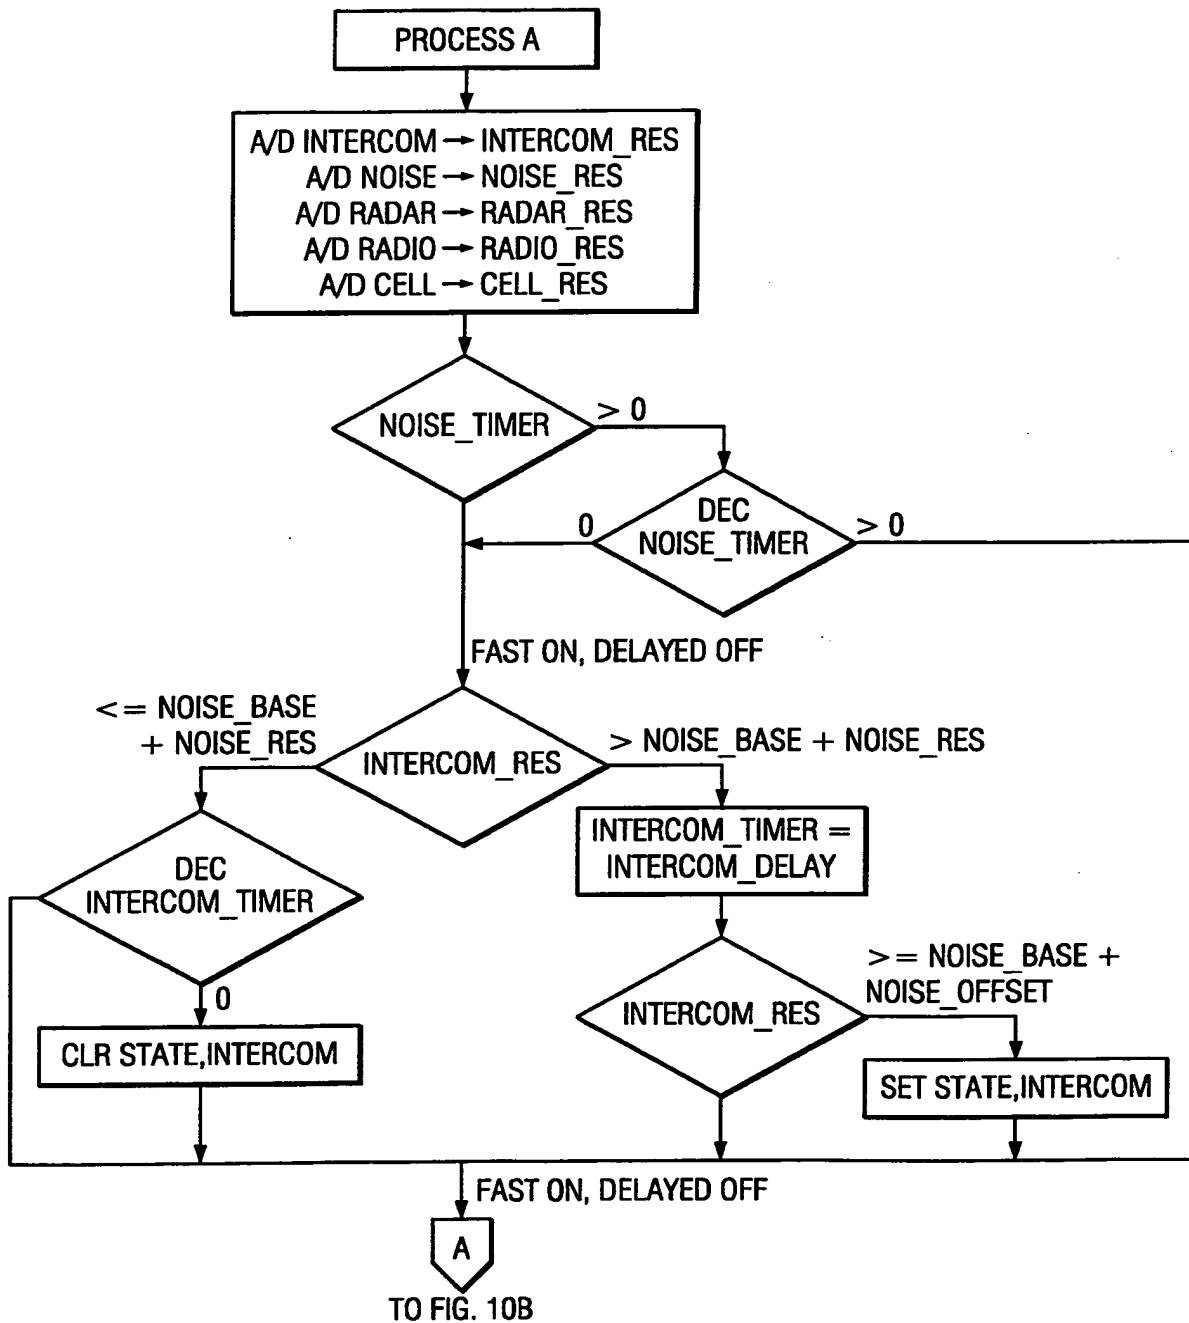 PROCESS A
A/D INTERCOM → INTERCOM_RES
A/D NOISE → NOISE_RES
A/D RADAR → RADAR_RES
A/D RADIO → RADIO_RES
A/D CELL → CELL_RES
NOISE_TIMER
> 0
DEC
NOISE_TIMER
0
> 0
FAST ON, DELAYED OFF
<= NOISE_BASE
+ NOISE_RES
INTERCOM_RES
> NOISE_BASE + NOISE_RES
DEC
INTERCOM_TIMER
INTERCOM_TIMER =
INTERCOM_DELAY
0
CLR STATE,INTERCOM
INTERCOM_RES
>= NOISE_BASE +
NOISE_OFFSET
SET STATE,INTERCOM
FAST ON, DELAYED OFF
A
TO FIG. 10B